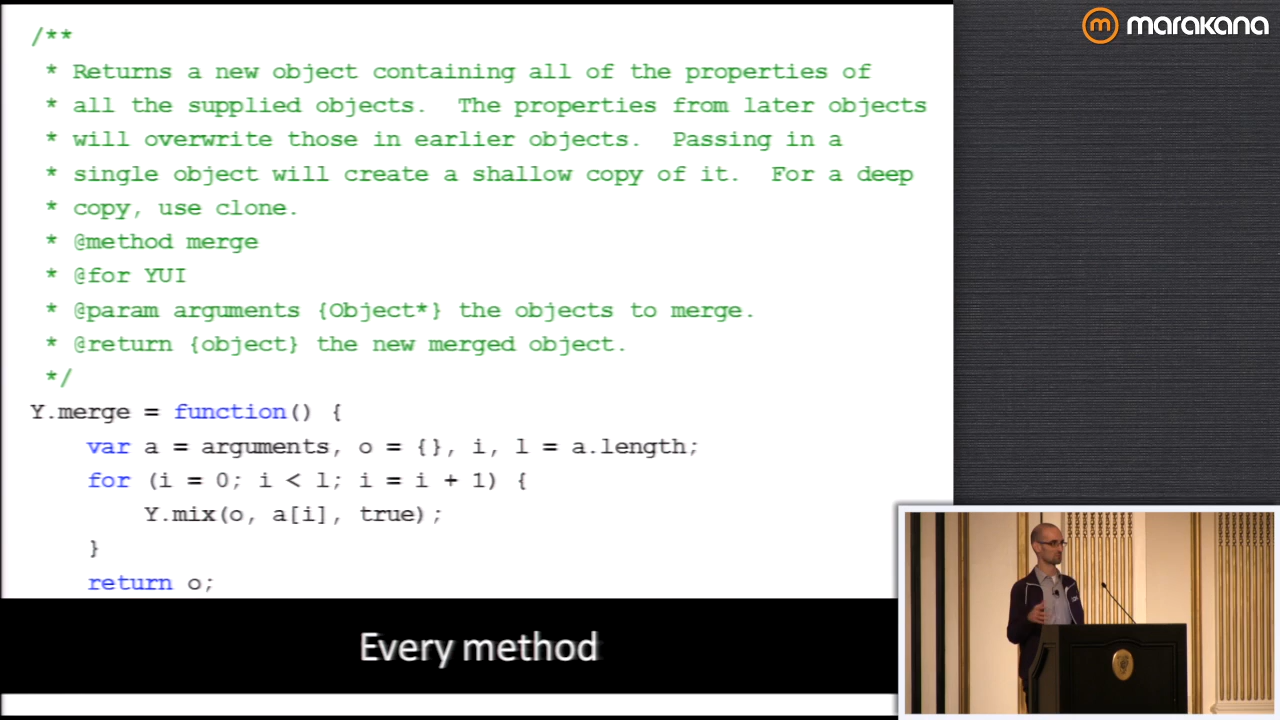 /**
* Returns a new object containing all of the properties of
* all the supplied objects.  The properties from later objects
* will overwrite those in earlier objects.  Passing in a
* single object will create a shallow copy of it.  For a deep
* copy, use clone.
* @method merge
* @for YUI
* @param arguments {Object*} the objects to merge.
* @return {object} the new merged object.
*/
Y.merge = function() {
    var a = arguments, o = {}, i, l = a.length;
    for (i = 0; i < l; i = i + 1) {
        Y.mix(o, a[i], true);
    }
    return o;
Every method
m marakana